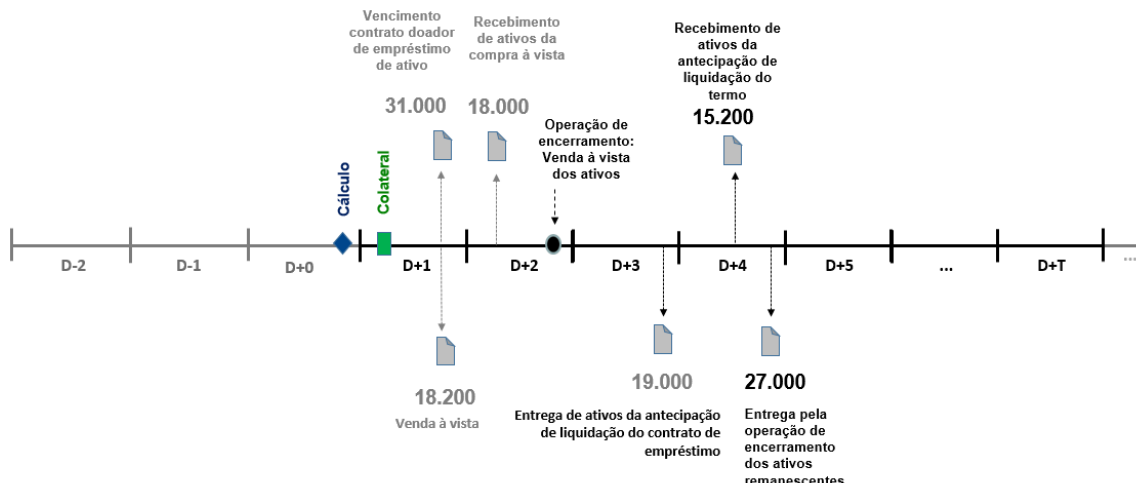 Vencimento
contrato doador
de empréstimo
de ativo
31.000
Recebimento
de ativos da
compra à vista
18.000
Operação de
encerramento:
Venda à vista
dos ativos
Recebimento de
ativos da
antecipação de
liquidação do
termo
15.200
Cálculo
Colateral
D-2
D-1
D+0
D+1
D+2
D+3
D+4
D+5
...
D+T
...
18.200
Venda à vista
19.000
Entrega de ativos da antecipação
de liquidação do contrato de
empréstimo
27.000
Entrega pela
operação de
encerramento
dos ativos
remanescentes